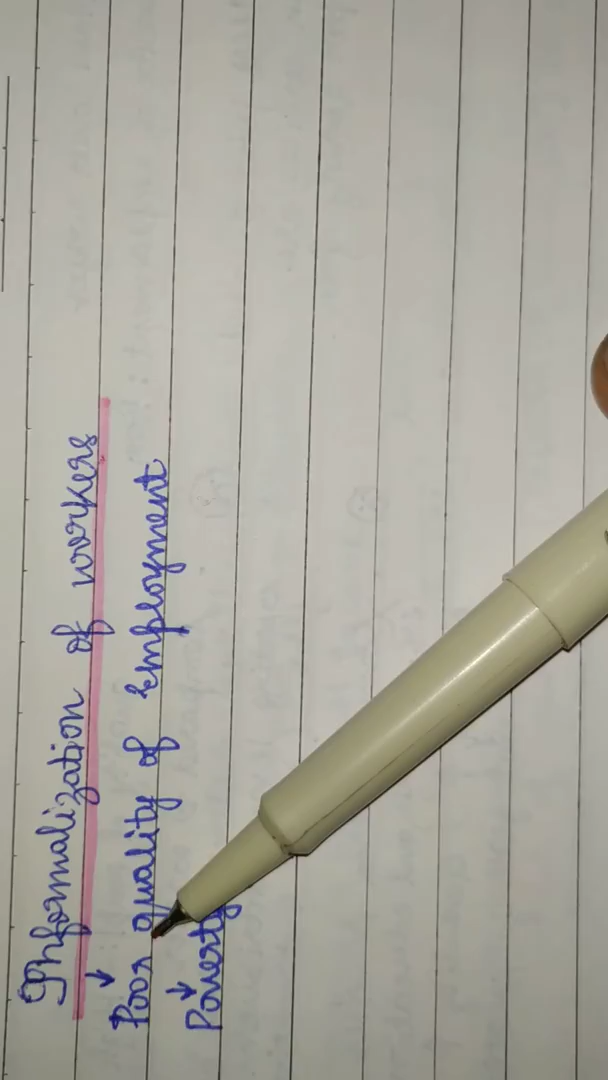 Informalization of workers
↓
Poor quality of Employment
↓
Poverty